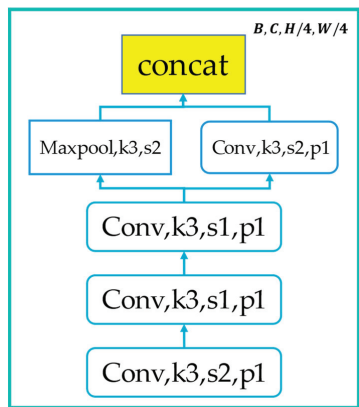 B, C, H/4, W/4
concat
Maxpool,k3,s2
Conv,k3,s2,p1
Conv,k3,s1,p1
Conv,k3,s1,p1
Conv,k3,s2,p1